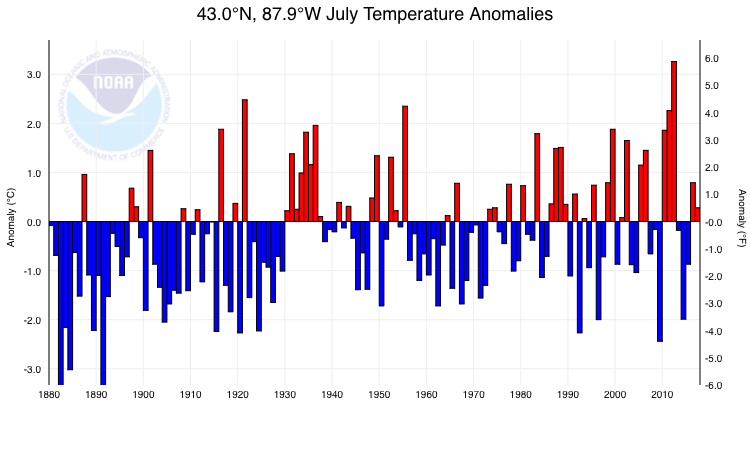 43.0°N, 87.9°W July Temperature Anomalies
NATIONAL OCEANIC AND ATMOSPHERIC ADMINISTRATION
NOAA
U.S. DEPARTMENT OF COMMERCE
Anomaly (°C)
3.0
2.0
1.0
0.0
-1.0
-2.0
-3.0
6.0
5.0
4.0
3.0
2.0
1.0
-0.0
-1.0
-2.0
-3.0
-4.0
-5.0
-6.0
Anomaly (°F)
1880 1890 1900 1910 1920 1930 1940 1950 1960 1970 1980 1990 2000 2010